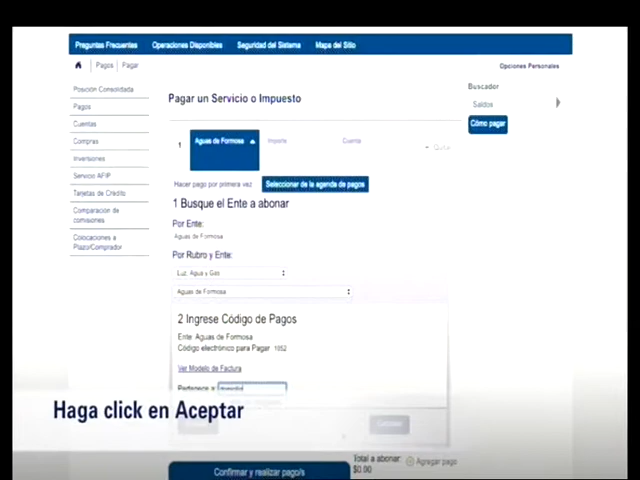 Preguntas Frecuentes Operaciones Disponibles Seguridad del Sistema Mapa del Sitio
Pagos Pagar Opciones Personales
Posición Consolidada
Pagos
Cuentas
Compras
Inversiones
Servicio AFIP
Tarjetas de Crédito
Comparación de
comisiones
Colocaciones a
Plazo/Comprador
Pagar un Servicio o Impuesto
1 Aguas de Formosa Importe Cuenta Quitar
Hacer pago por primera vez Seleccionar de la agenda de pagos
1 Busque el Ente a abonar
Por Ente:
Aguas de Formosa
Por Rubro y Ente:
Luz, Agua y Gas
Aguas de Formosa
2 Ingrese Código de Pagos
Ente Aguas de Formosa
Código electrónico para Pagar 1052
Ver Modelo de Factura
Pertenece a
Buscador
Saldos
Cómo pagar
Haga click en Aceptar
Confirmar y realizar pago/s
Total a abonar:
$0.00
Agregar pago